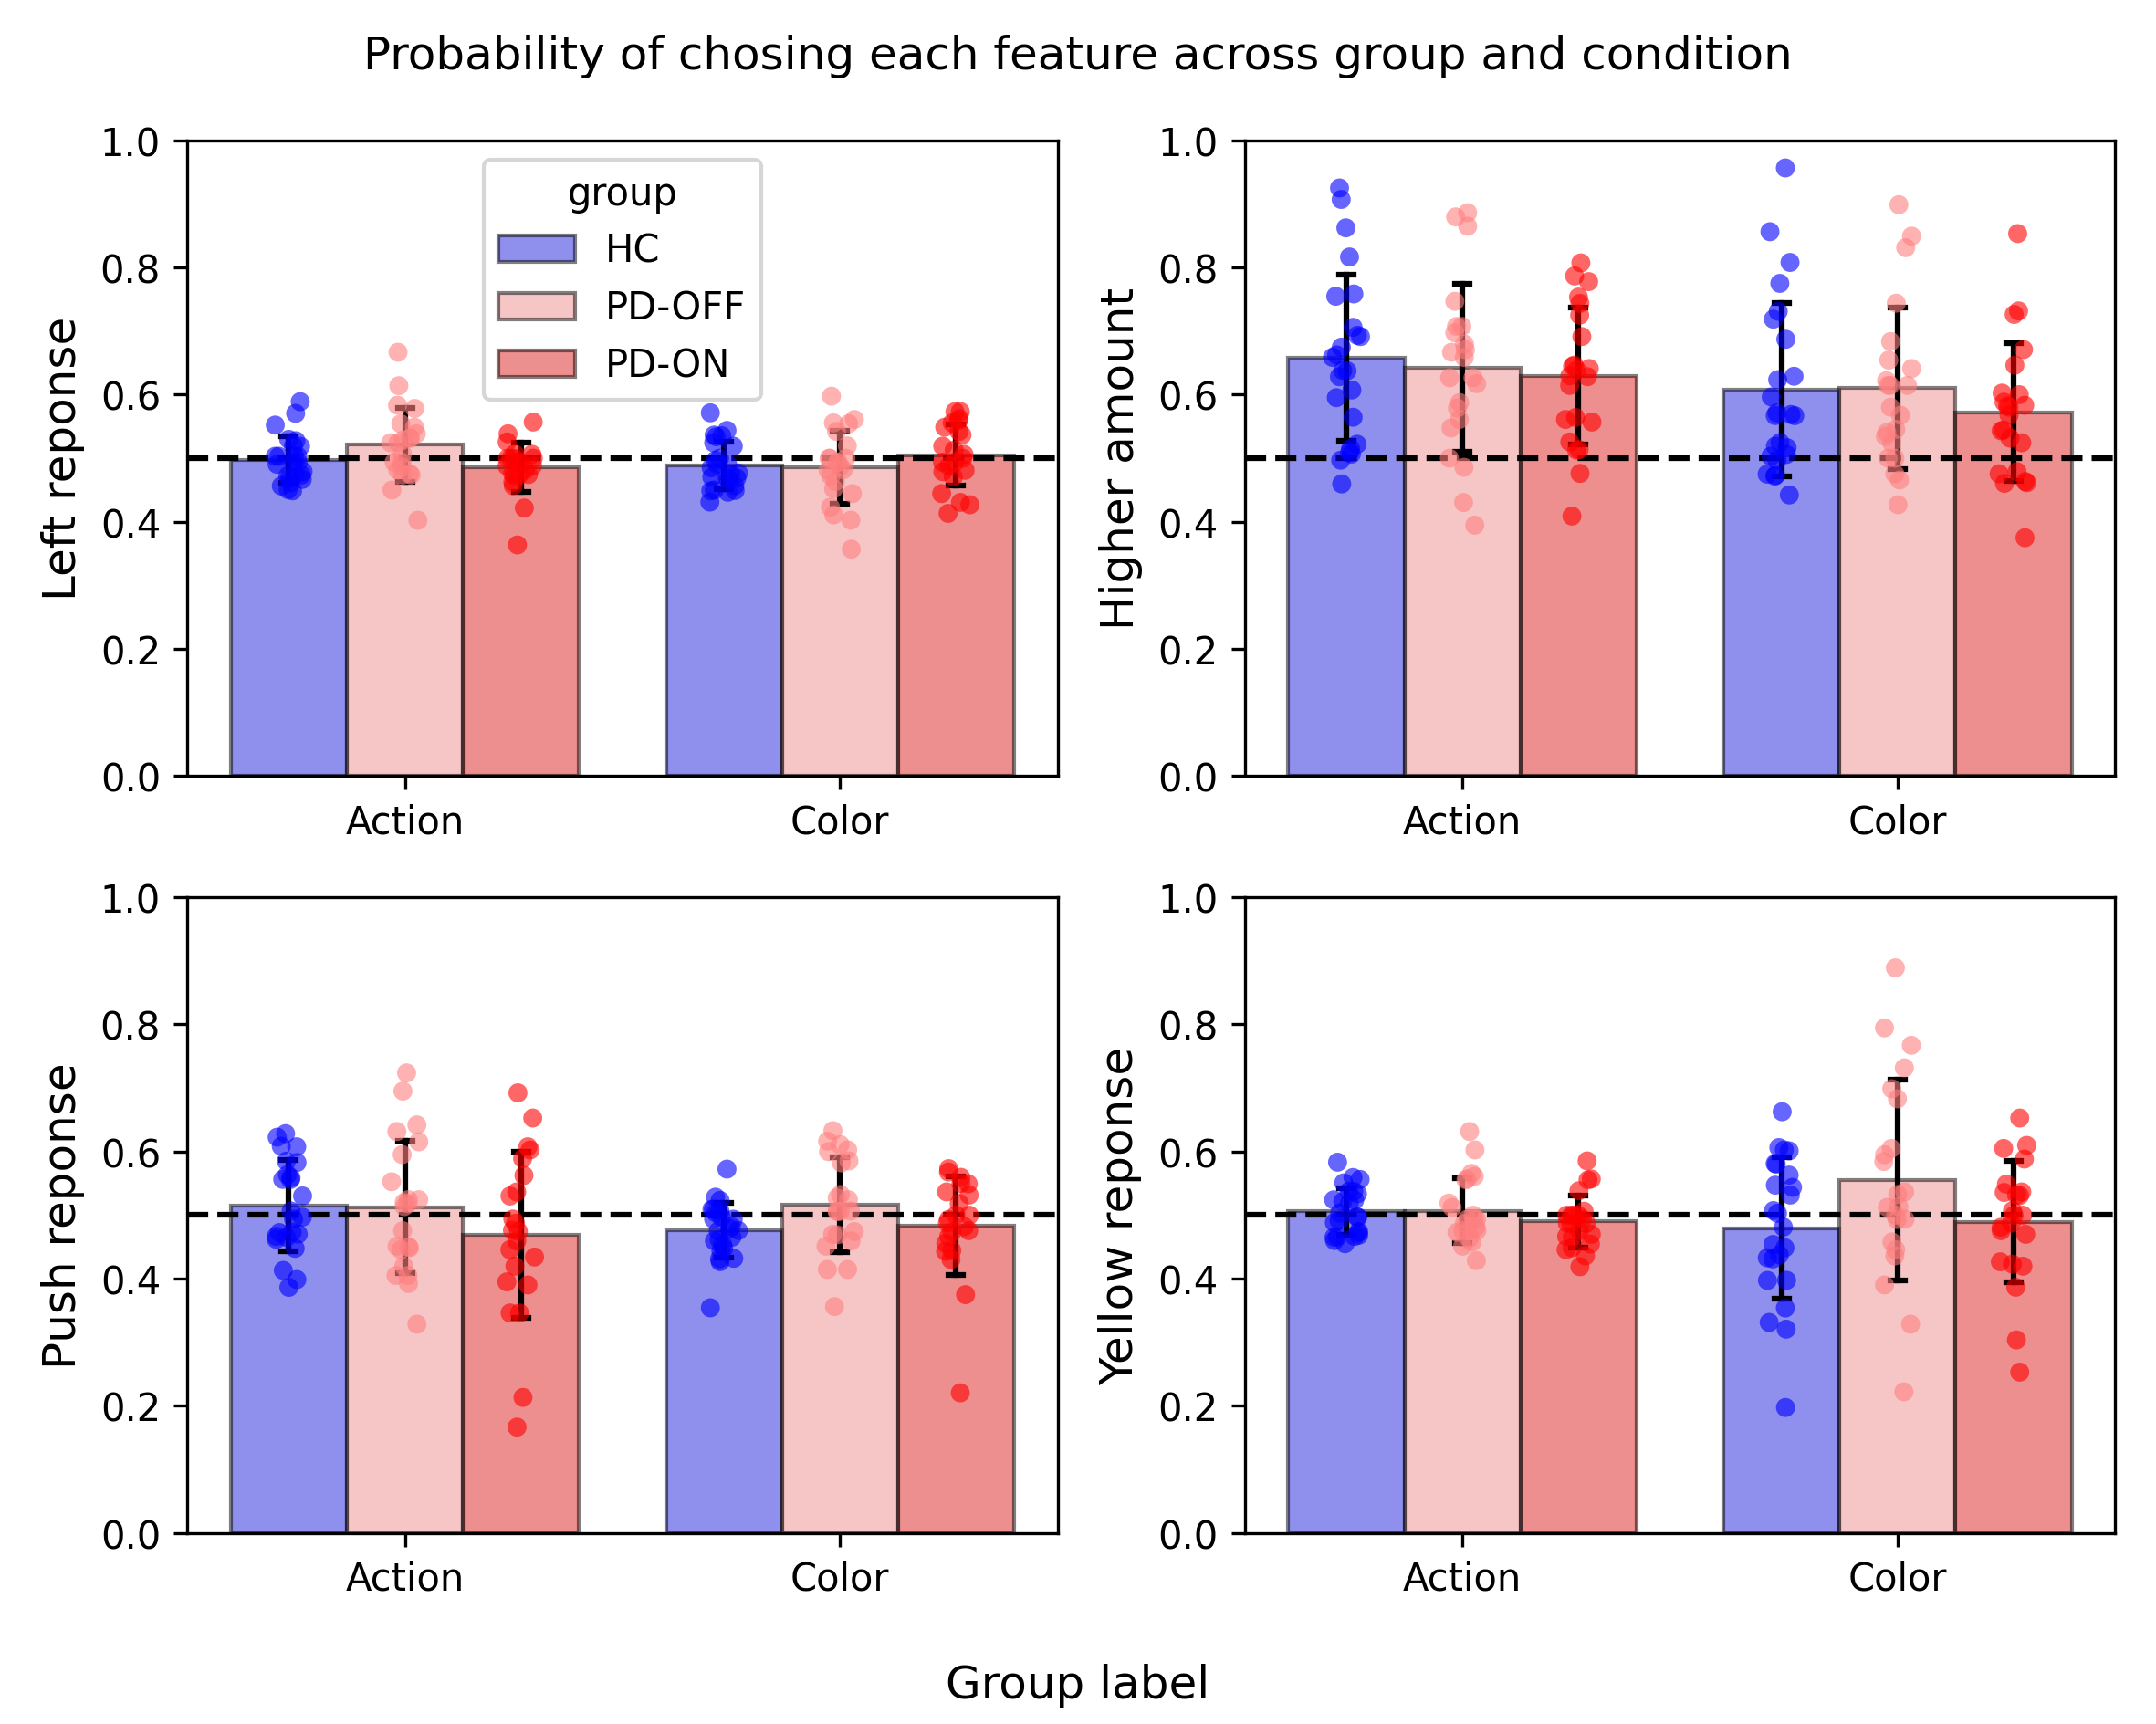 Probability of chosing each feature across group and condition
Left reponse
1.0
0.8
0.6
0.4
0.2
0.0
group
HC
PD-OFF
PD-ON
Action
Color
Higher amount
1.0
0.8
0.6
0.4
0.2
0.0
Action
Color
Push reponse
1.0
0.8
0.6
0.4
0.2
0.0
Action
Color
Yellow reponse
1.0
0.8
0.6
0.4
0.2
0.0
Action
Color
Group label